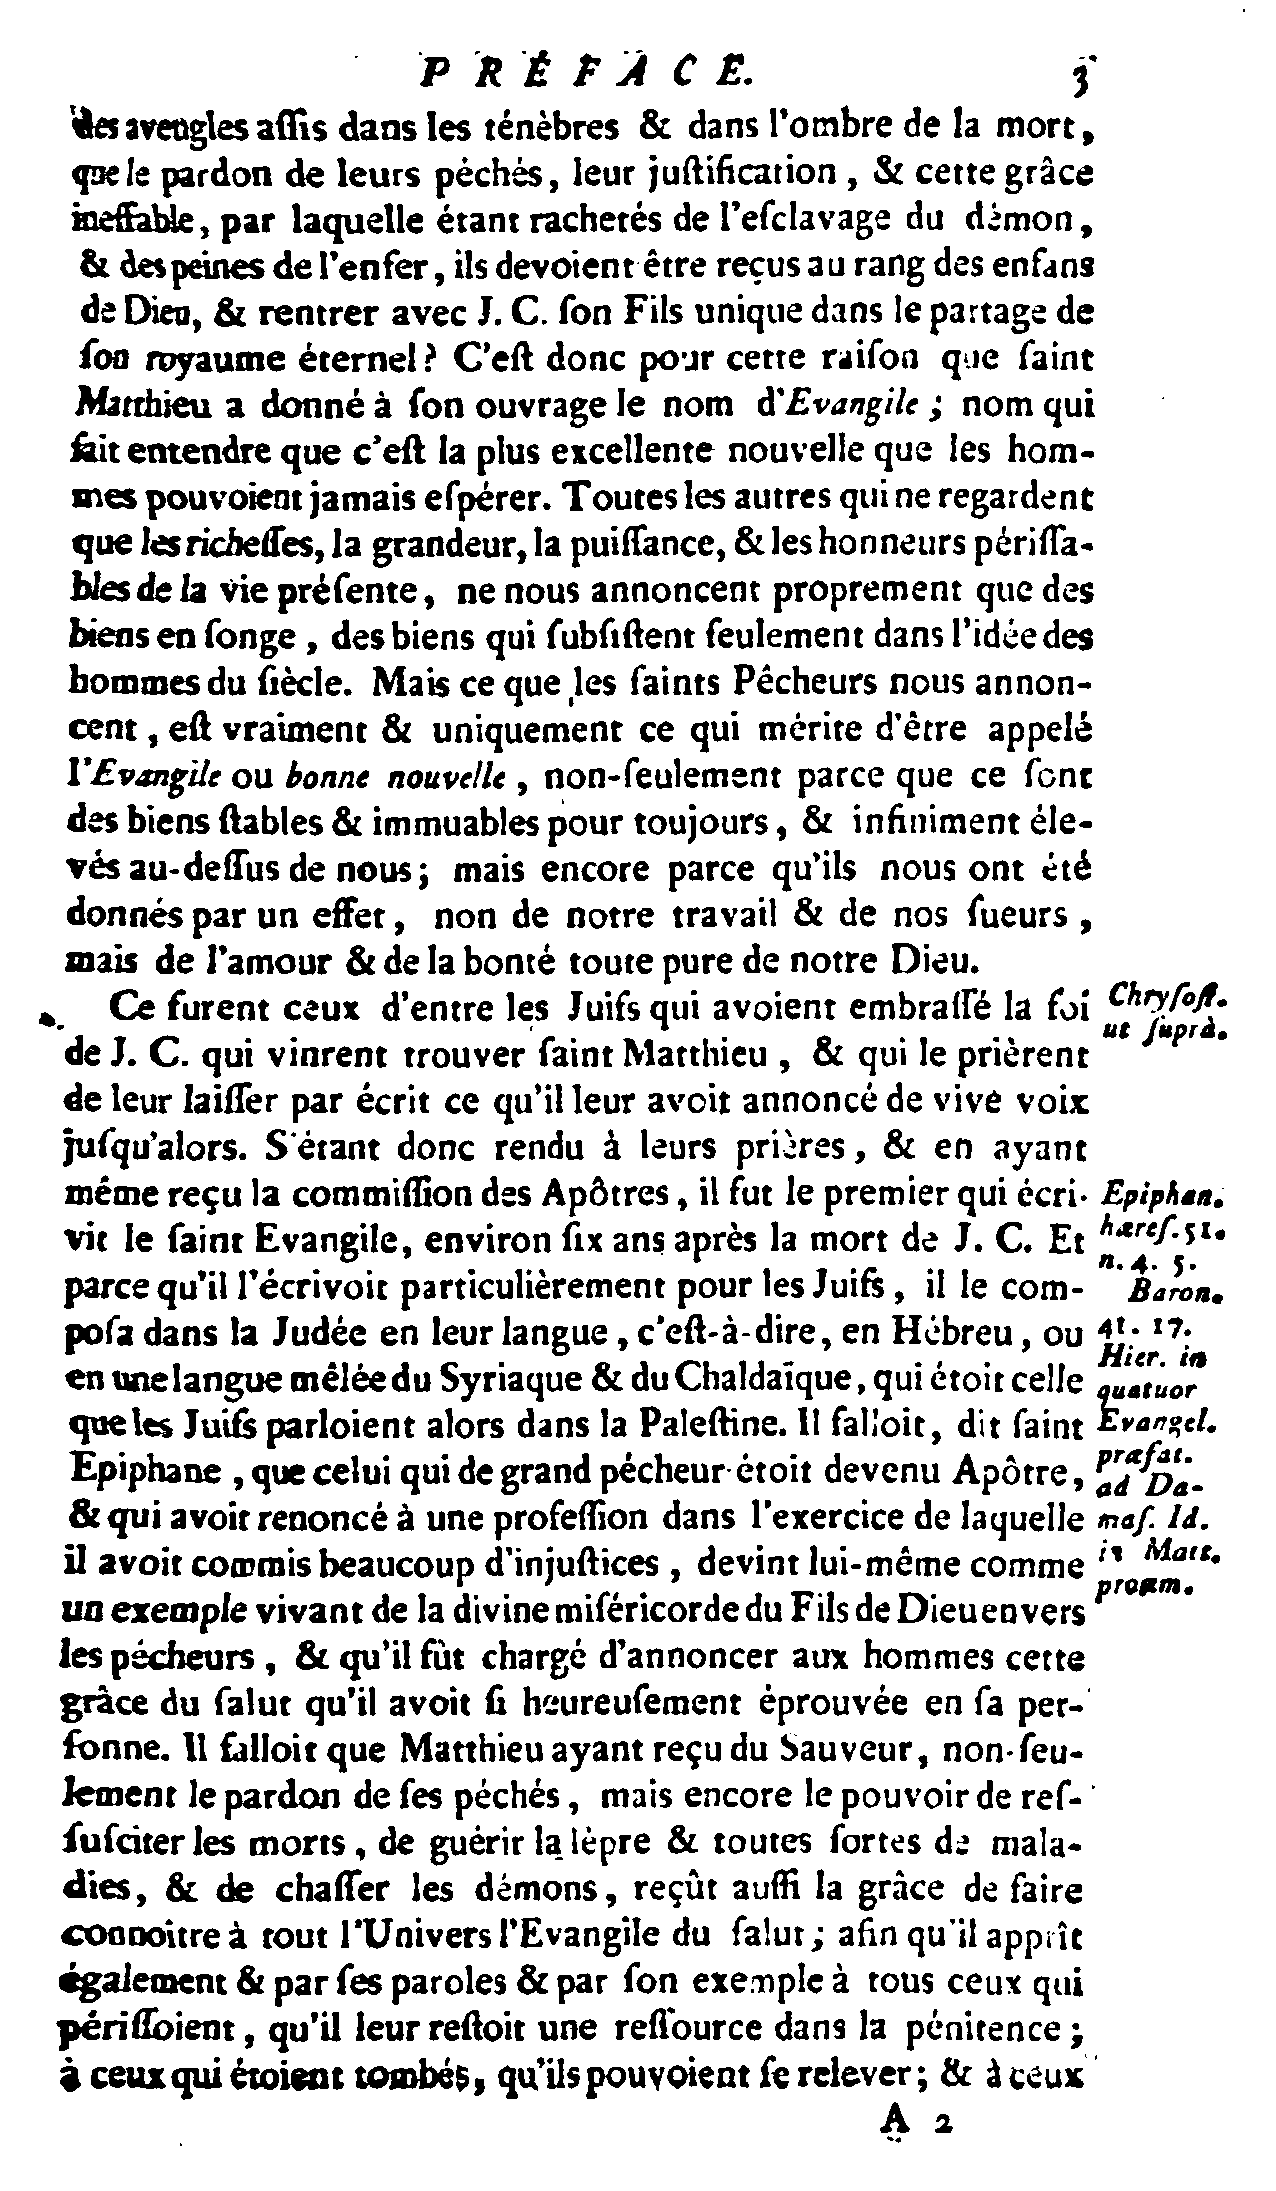 PRÉFACE. 3
des aveugles aſſis dans les ténèbres & dans l'ombre de la mort,
que le pardon de leurs péchés, leur juſtification, & cette grâce
ineffable, par laquelle étant rachetés de l'eſclavage du démon,
& des peines de l'enfer, ils devoient être reçus au rang des enfans
de Dieu, & rentrer avec J. C. ſon Fils unique dans le partage de
ſon royaume éternel? C'eſt donc pour cette raiſon que ſaint
Matthieu a donné à ſon ouvrage le nom d'Evangile; nom qui
fait entendre que c'eſt la plus excellente nouvelle que les hom-
mes pouvoient jamais eſpérer. Toutes les autres qui ne regardent
que les richeſſes, la grandeur, la puiſſance, & les honneurs périſſa-
bles de la vie préſente, ne nous annoncent proprement que des
biens en ſonge, des biens qui ſubſiſtent ſeulement dans l'idée des
hommes du ſiècle. Mais ce que les ſaints Pêcheurs nous annon-
cent, eſt vraiment & uniquement ce qui mérite d'être appelé
l'Evangile ou bonne nouvelle, non-ſeulement parce que ce ſont
des biens ſtables & immuables pour toujours, & infiniment éle-
vés au-deſſus de nous; mais encore parce qu'ils nous ont été
donnés par un effet, non de notre travail & de nos ſueurs,
mais de l'amour & de la bonté toute pure de notre Dieu.
Ce furent ceux d'entre les Juifs qui avoient embraſſé la foi
de J. C. qui vinrent trouver ſaint Matthieu, & qui le prièrent
de leur laiſſer par écrit ce qu'il leur avoit annoncé de vive voix
juſqu'alors. S'étant donc rendu à leurs prières, & en ayant
même reçu la commiſſion des Apôtres, il fut le premier qui écri-
vit le ſaint Evangile, environ ſix ans après la mort de J. C. Et
parce qu'il l'écrivoit particulièrement pour les Juifs, il le com-
poſa dans la Judée en leur langue, c'eſt-à-dire, en Hébreu, ou
en une langue mêlée du Syriaque & du Chaldaïque, qui étoit celle
que les Juifs parloient alors dans la Paleſtine. Il falloit, dit ſaint
Epiphane, que celui qui de grand pécheur étoit devenu Apôtre,
& qui avoit renoncé à une profeſſion dans l'exercice de laquelle
il avoit commis beaucoup d'injuſtices, devint lui-même comme
un exemple vivant de la divine miſéricorde du Fils de Dieu envers
les pécheurs, & qu'il fût chargé d'annoncer aux hommes cette
grâce du ſalut qu'il avoit ſi heureuſement éprouvée en ſa per-
ſonne. Il falloit que Matthieu ayant reçu du Sauveur, non-ſeu-
lement le pardon de ſes péchés, mais encore le pouvoir de reſ-
ſuſciter les morts, de guérir la lèpre & toutes ſortes de mala-
dies, & de chaſſer les démons, reçût auſſi la grâce de faire
connoître à tout l'Univers l'Evangile du ſalut; afin qu'il apprît
également & par ſes paroles & par ſon exemple à tous ceux qui
périſſoient, qu'il leur reſtoit une reſſource dans la pénitence;
à ceux qui étoient tombés, qu'ils pouvoient ſe relever; & à ceux
A 2
Chryſoſt.
ut ſuprà.
Epiphan.
hæreſ. 51.
n. 4. 5.
Baron.
41. 17.
Hier. in
quatuor
Evangel.
præfat.
ad Da-
maſ. Id.
in Matt.
proœm.